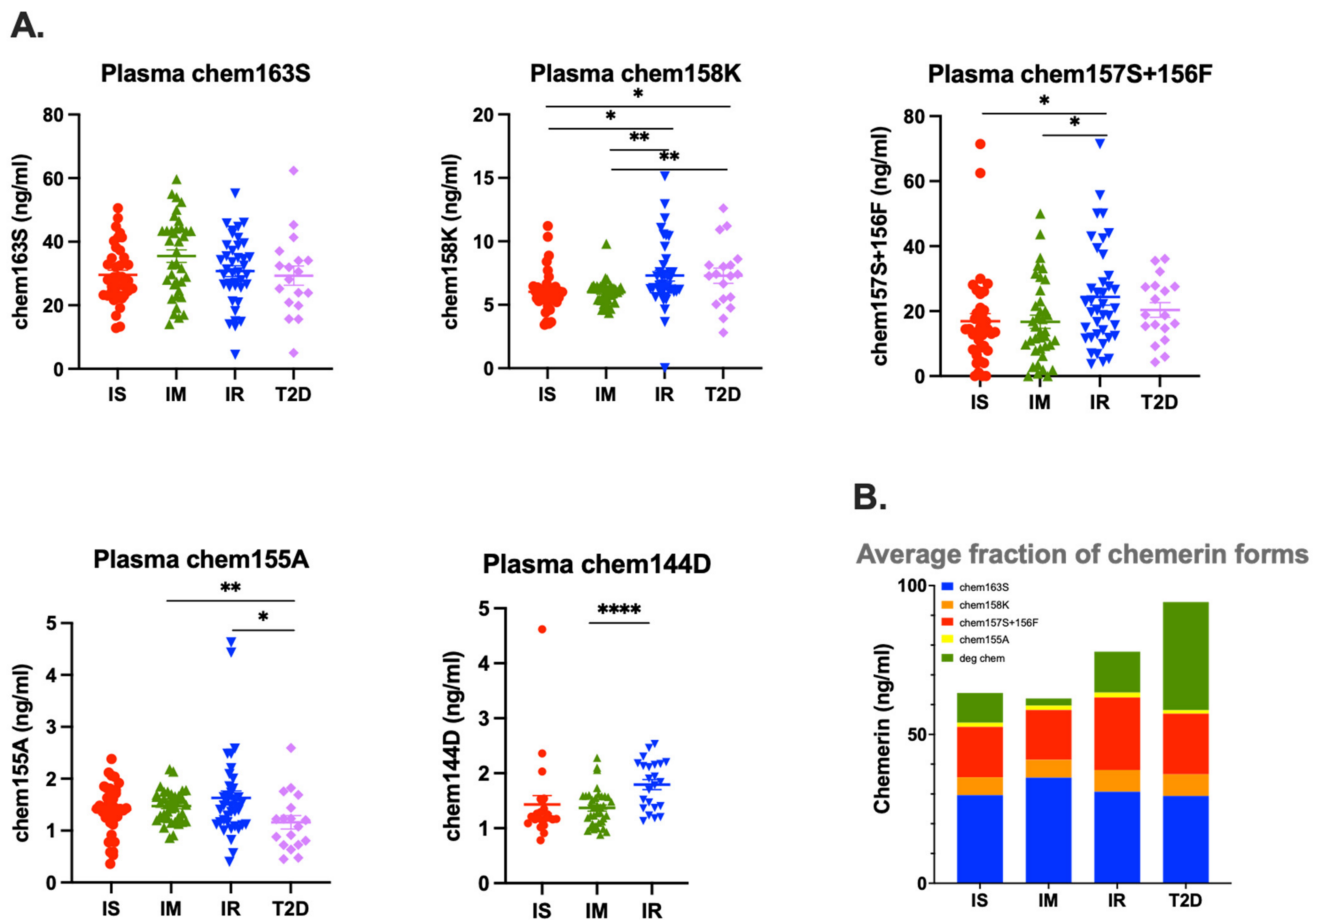 A.
Plasma chem163S
chem163S (ng/ml)
80
60
40
20
0
IS IM IR T2D
Plasma chem158K
chem158K (ng/ml)
*
*
**
**
20
15
10
5
0
IS IM IR T2D
Plasma chem157S+156F
chem157S+156F (ng/ml)
*
*
80
60
40
20
0
IS IM IR T2D
Plasma chem155A
chem155A (ng/ml)
**
*
5
4
3
2
1
0
IS IM IR T2D
Plasma chem144D
chem144D (ng/ml)
****
5
4
3
2
1
0
IS IM IR
B.
Average fraction of chemerin forms
Chemerin (ng/ml)
100
50
0
chem163S
chem158K
chem157S+156F
chem155A
deg chem
IS IM IR T2D